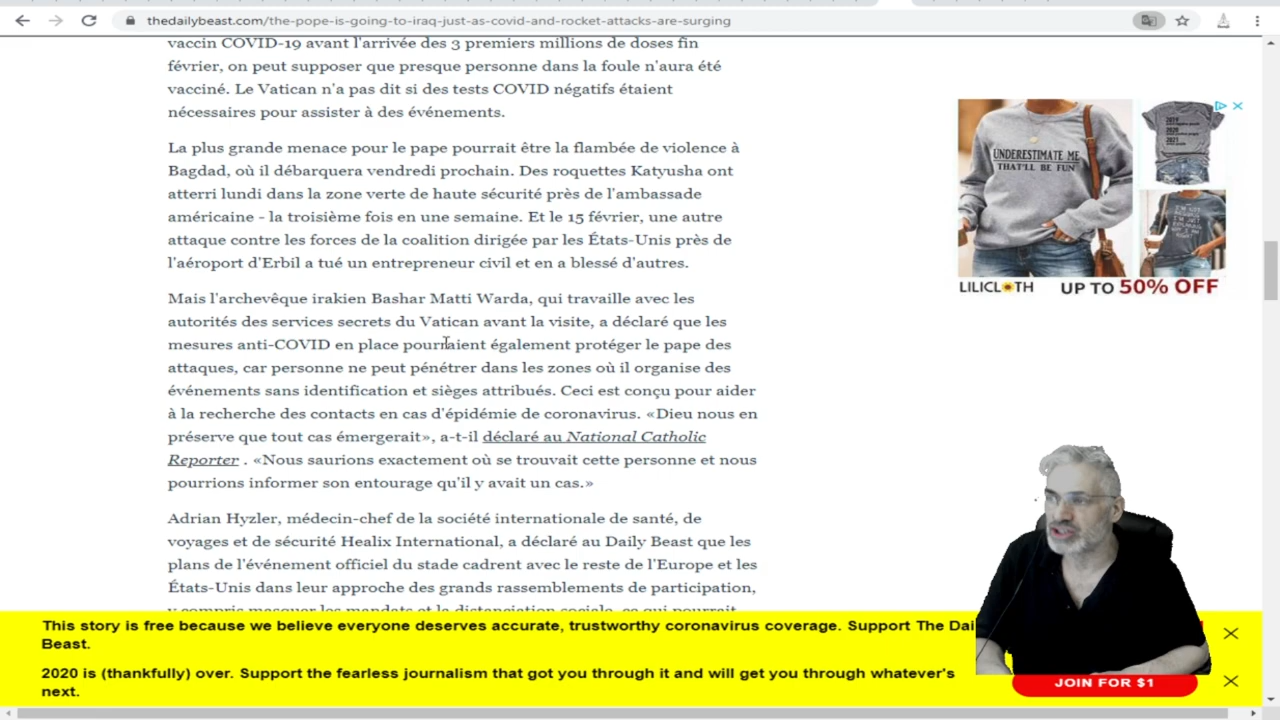 thedailybeast.com/the-pope-is-going-to-iraq-just-as-covid-and-rocket-attacks-are-surging
vaccin COVID-19 avant l'arrivée des 3 premiers millions de doses fin
février, on peut supposer que presque personne dans la foule n'aura été
vacciné. Le Vatican n'a pas dit si des tests COVID négatifs étaient
nécessaires pour assister à des événements.
La plus grande menace pour le pape pourrait être la flambée de violence à
Bagdad, où il débarquera vendredi prochain. Des roquettes Katyusha ont
atterri lundi dans la zone verte de haute sécurité près de l'ambassade
américaine - la troisième fois en une semaine. Et le 15 février, une autre
attaque contre les forces de la coalition dirigée par les États-Unis près de
l'aéroport d'Erbil a tué un entrepreneur civil et en a blessé d'autres.
Mais l'archevêque irakien Bashar Matti Warda, qui travaille avec les
autorités des services secrets du Vatican avant la visite, a déclaré que les
mesures anti-COVID en place pourraient également protéger le pape des
attaques, car personne ne peut pénétrer dans les zones où il organise des
événements sans identification et sièges attribués. Ceci est conçu pour aider
à la recherche des contacts en cas d'épidémie de coronavirus. «Dieu nous en
préserve que tout cas émergerait», a-t-il déclaré au National Catholic
Reporter . «Nous saurions exactement où se trouvait cette personne et nous
pourrions informer son entourage qu'il y avait un cas.»
Adrian Hyzler, médecin-chef de la société internationale de santé, de
voyages et de sécurité Healix International, a déclaré au Daily Beast que les
plans de l'événement officiel du stade cadrent avec le reste de l'Europe et les
États-Unis dans leur approche des grands rassemblements de participation,
y compris masquer les mandats et la distanciation sociale, ce qui pourrait
UNDERESTIMATE ME
THAT'LL BE FUN
2019
2020
2021
LILICLOTH UP TO 50% OFF
This story is free because we believe everyone deserves accurate, trustworthy coronavirus coverage. Support The Dai
Beast.
2020 is (thankfully) over. Support the fearless journalism that got you through it and will get you through whatever's
next.
JOIN FOR $1